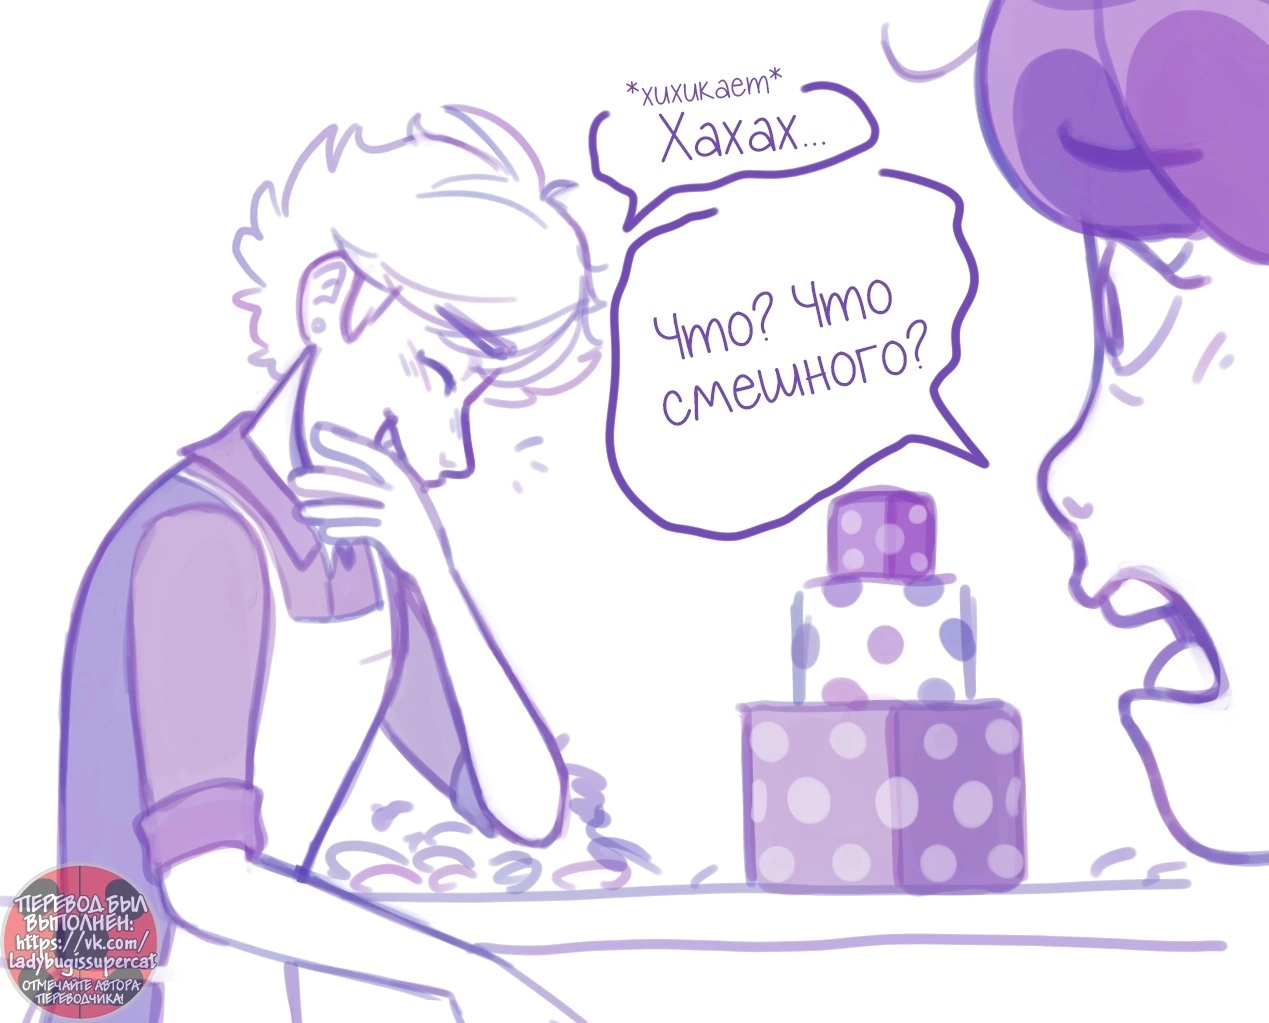 *хихикает*
Хахах...
Что? Что
смешного?
ПЕРЕВОД БЫЛ
ВЫПОЛНЕН:
https://vk.com/
ladybugissupercat
ОТМЕЧАЙТЕ АВТОРА
ПЕРЕВОДЧИКА!